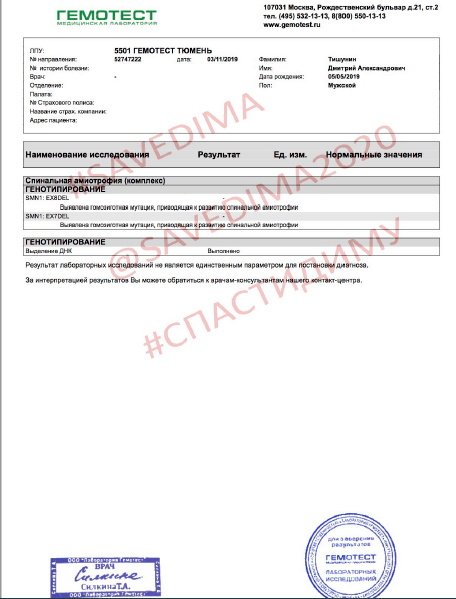 ГЕМОТЕСТ
МЕДИЦИНСКАЯ ЛАБОРАТОРИЯ
107031 Москва, Рождественский бульвар д.21, ст.2
тел. (495) 532-13-13, 8(800) 550-13-13
www.gemotest.ru
ЛПУ: 5501 ГЕМОТЕСТ ТЮМЕНЬ
№ направления: 52747222 дата: 03/11/2019 Фамилия: Тишунин
№ истории болезни: Имя: Дмитрий Александрович
Врач: - Дата рождения: 05/05/2019
Отделение: Пол: Мужской
Палата:
№ Страхового полиса:
Название страх. компании:
Адрес пациента:
Наименование исследования Результат Ед. изм. Нормальные значения
Спинальная амиотрофия (комплекс)
ГЕНОТИПИРОВАНИЕ
SMN1: EX8DEL -
Выявлена гомозиготная мутация, приводящая к развитию спинальной амиотрофии
SMN1: EX7DEL -
Выявлена гомозиготная мутация, приводящая к развитию спинальной амиотрофии
ГЕНОТИПИРОВАНИЕ
Выделение ДНК Выполнено
Результат лабораторных исследований не является единственным параметром для постановки диагноза.
За интерпретацией результатов Вы можете обратиться к врачам-консультантам нашего контакт-центра.
#SAVEDIMA
@SAVEDIMA2020
#СПАСТИДИМУ
ООО "Лаборатория Гемотест"
ВРАЧ
Силкина Т.А.
для заверения
результатов
ГЕМОТЕСТ
ЛАБОРАТОРНЫХ
ИССЛЕДОВАНИЙ